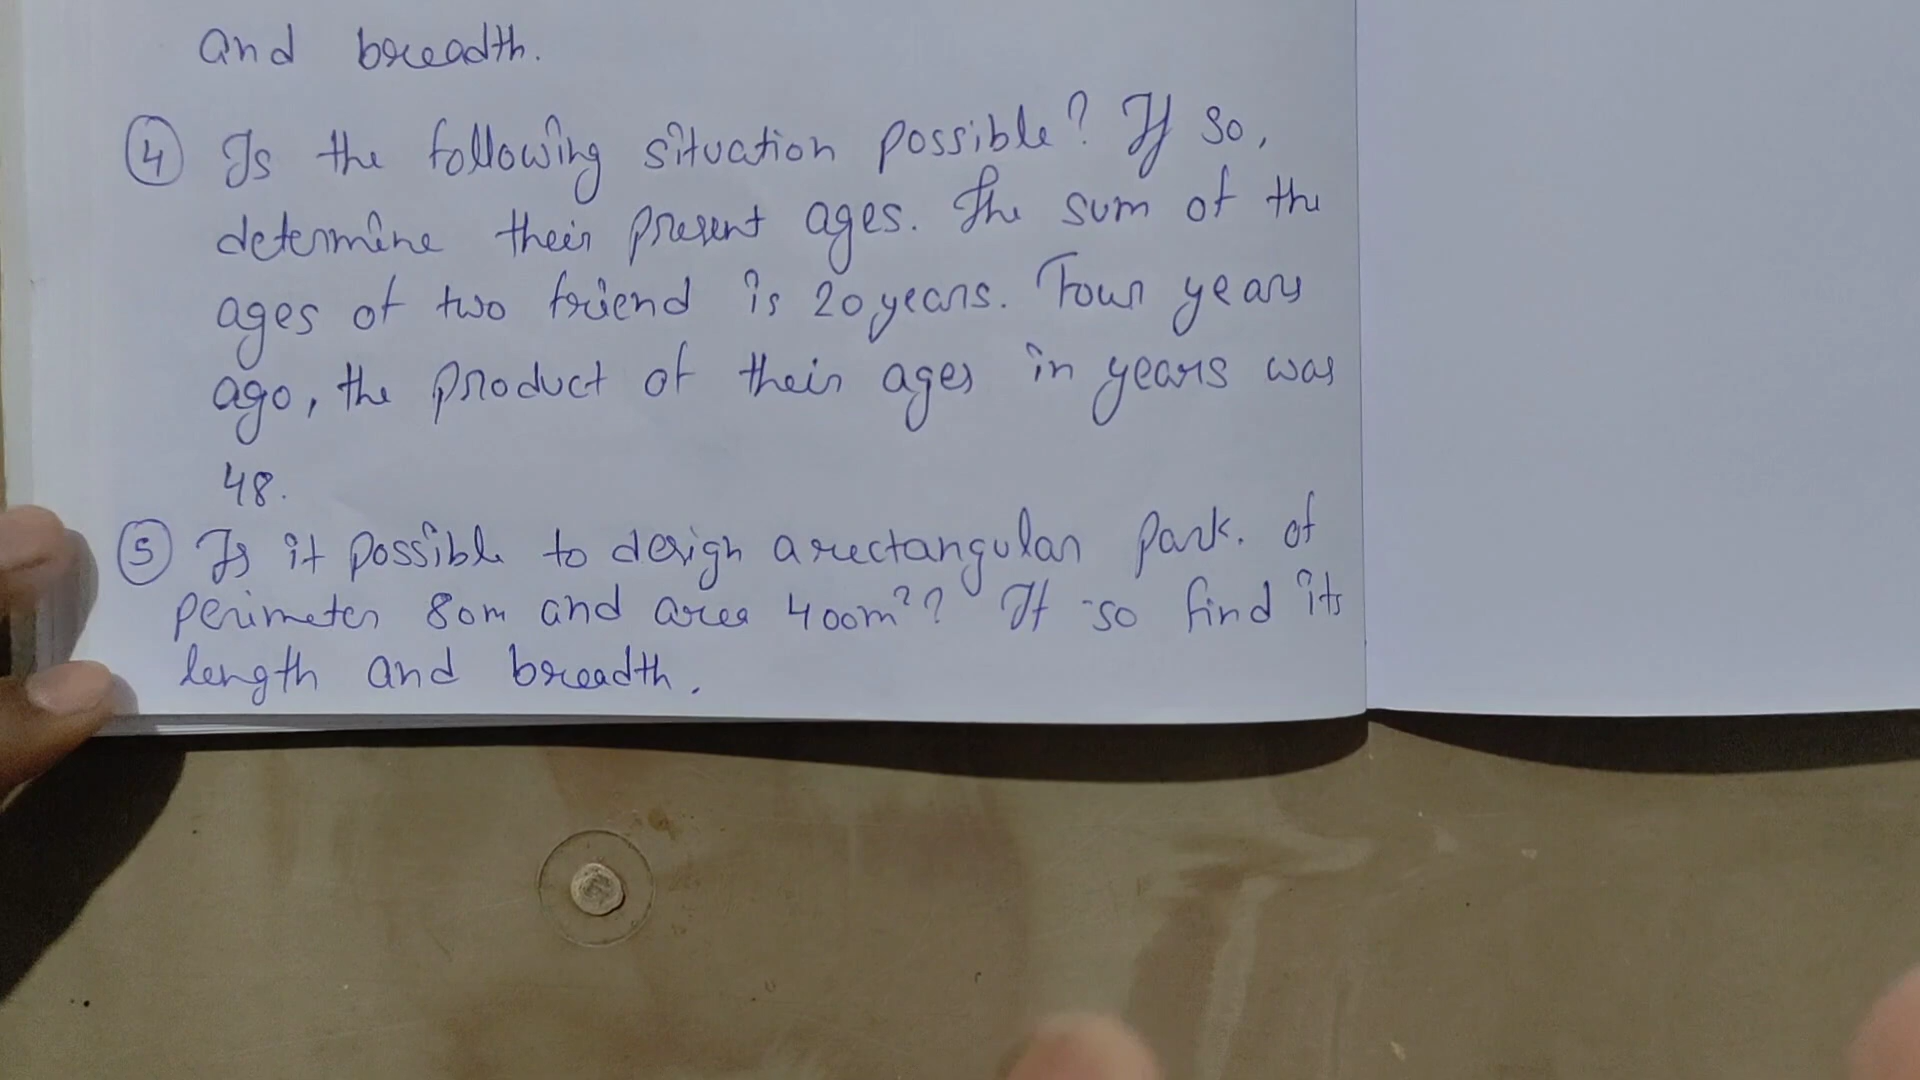 and breadth.
④ Is the following situation possible? If so,
determine their present ages. The sum of the
ages of two friend is 20 years. Four years
ago, the product of their ages in years was
48.
⑤ Is it possible to design a rectangular park. of
perimeter 80m and area 400m²? If so find its
length and breadth.